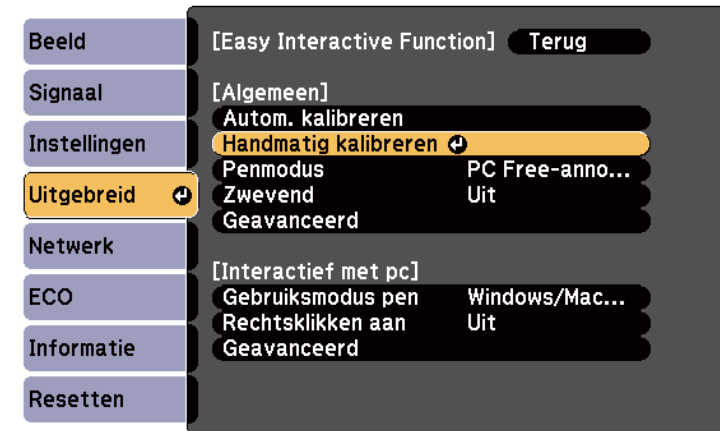 Beeld
Signaal
Instellingen
Uitgebreid
Netwerk
ECO
Informatie
Resetten
[Easy Interactive Function] Terug
[Algemeen]
Autom. kalibreren
Handmatig kalibreren
Penmodus PC Free-anno...
Zwevend Uit
Geavanceerd
[Interactief met pc]
Gebruiksmodus pen Windows/Mac...
Rechtsklikken aan Uit
Geavanceerd